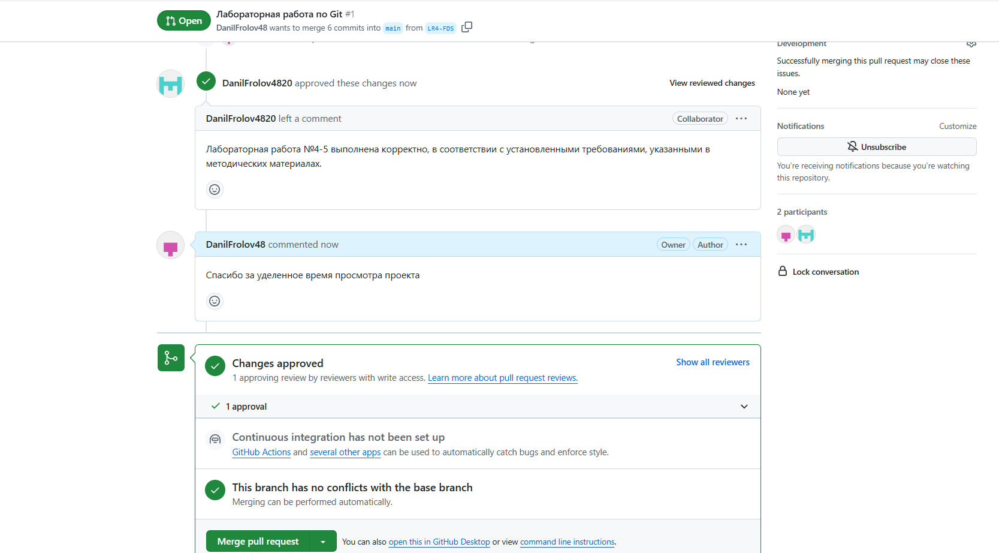 Open
Лабораторная работа по Git #1
DanilFrolov48 wants to merge 6 commits into main from LR4-FDS
Development
Successfully merging this pull request may close these
issues.
None yet
DanilFrolov4820 approved these changes now
View reviewed changes
DanilFrolov4820 left a comment
Collaborator
Лабораторная работа №4-5 выполнена корректно, в соответствии с установленными требованиями, указанными в
методических материалах.
Notifications
Customize
Unsubscribe
You’re receiving notifications because you’re watching
this repository.
2 participants
Lock conversation
DanilFrolov48 commented now
Owner
Author
Спасибо за уделенное время просмотра проекта
Changes approved
Show all reviewers
1 approving review by reviewers with write access. Learn more about pull request reviews.
1 approval
Continuous integration has not been set up
GitHub Actions and several other apps can be used to automatically catch bugs and enforce style.
This branch has no conflicts with the base branch
Merging can be performed automatically.
Merge pull request
You can also open this in GitHub Desktop or view command line instructions.